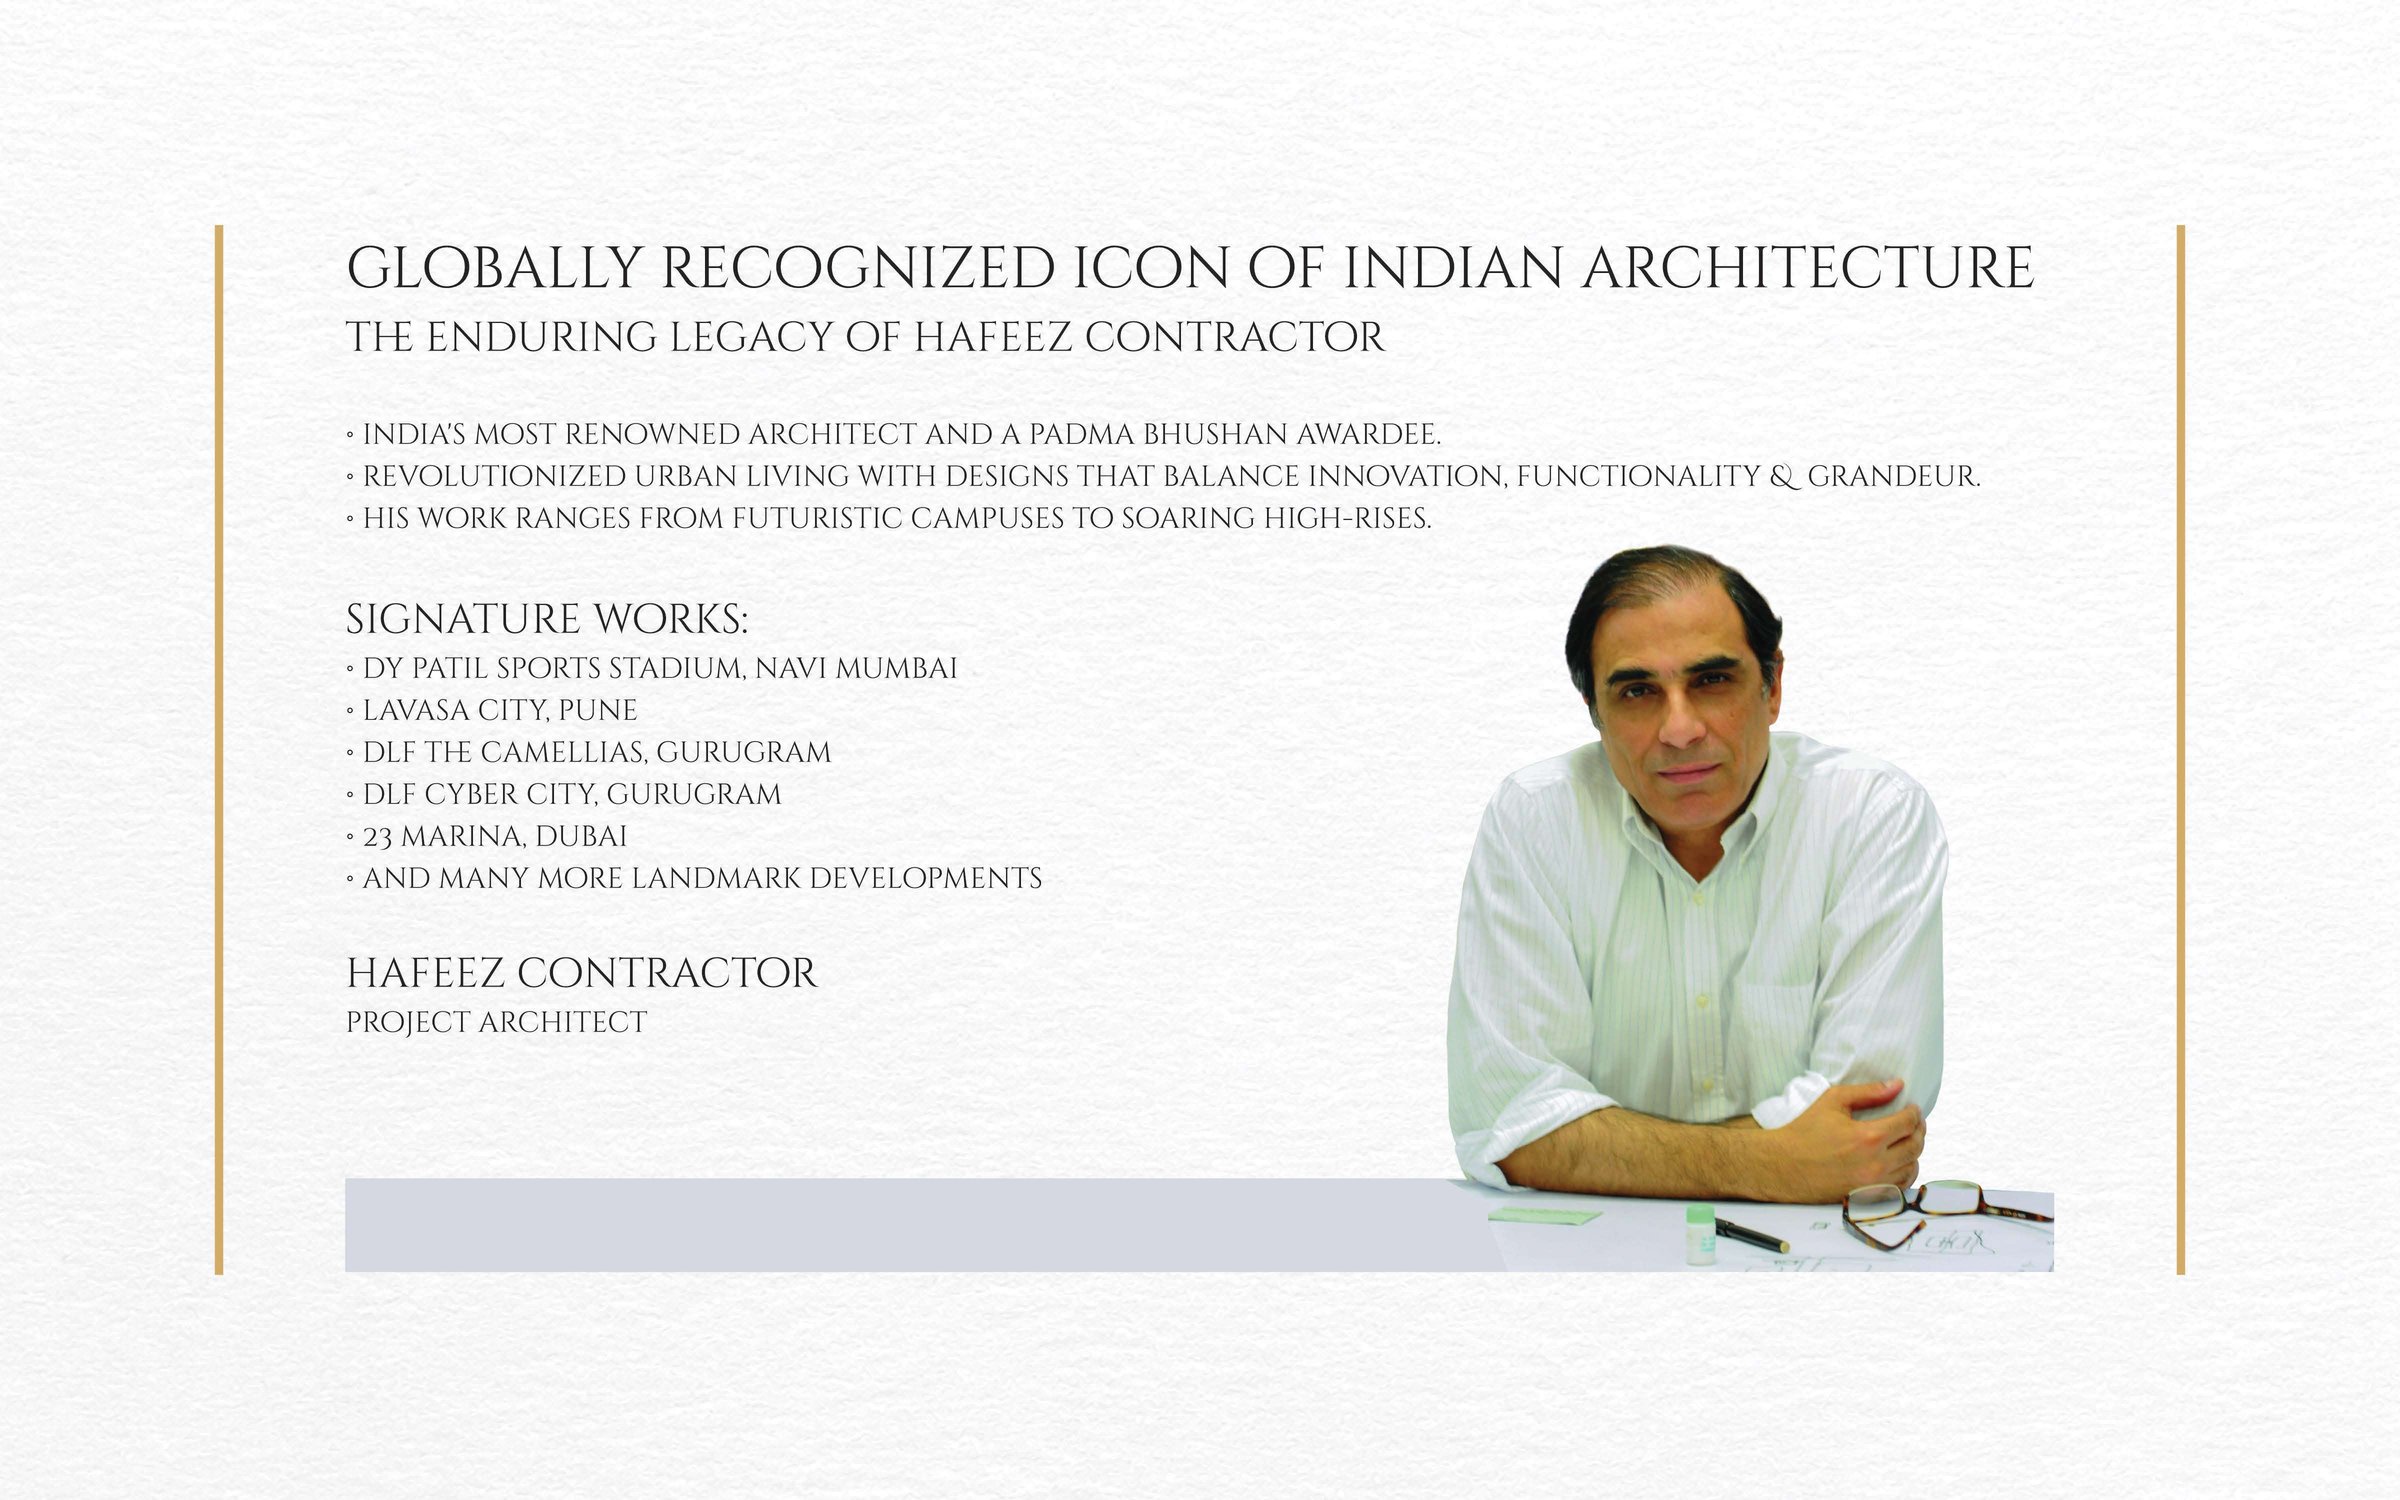 GLOBALLY RECOGNIZED ICON OF INDIAN ARCHITECTURE
THE ENDURING LEGACY OF HAFEEZ CONTRACTOR
◦ INDIA'S MOST RENOWNED ARCHITECT AND A PADMA BHUSHAN AWARDEE.
◦ REVOLUTIONIZED URBAN LIVING WITH DESIGNS THAT BALANCE INNOVATION, FUNCTIONALITY & GRANDEUR.
◦ HIS WORK RANGES FROM FUTURISTIC CAMPUSES TO SOARING HIGH-RISES.
SIGNATURE WORKS:
◦ DY PATIL SPORTS STADIUM, NAVI MUMBAI
◦ LAVASA CITY, PUNE
◦ DLF THE CAMELLIAS, GURUGRAM
◦ DLF CYBER CITY, GURUGRAM
◦ 23 MARINA, DUBAI
◦ AND MANY MORE LANDMARK DEVELOPMENTS
HAFEEZ CONTRACTOR
PROJECT ARCHITECT